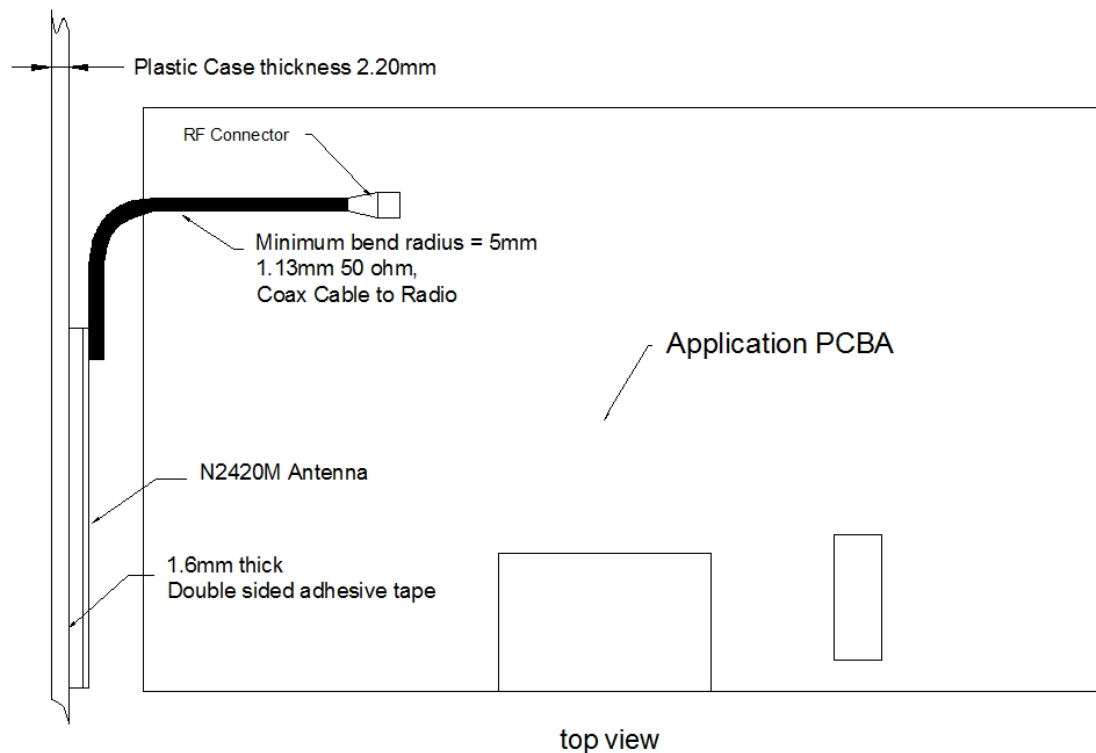 Plastic Case thickness 2.20mm
RF Connector
Minimum bend radius = 5mm
1.13mm 50 ohm,
Coax Cable to Radio
Application PCBA
N2420M Antenna
1.6mm thick
Double sided adhesive tape
top view